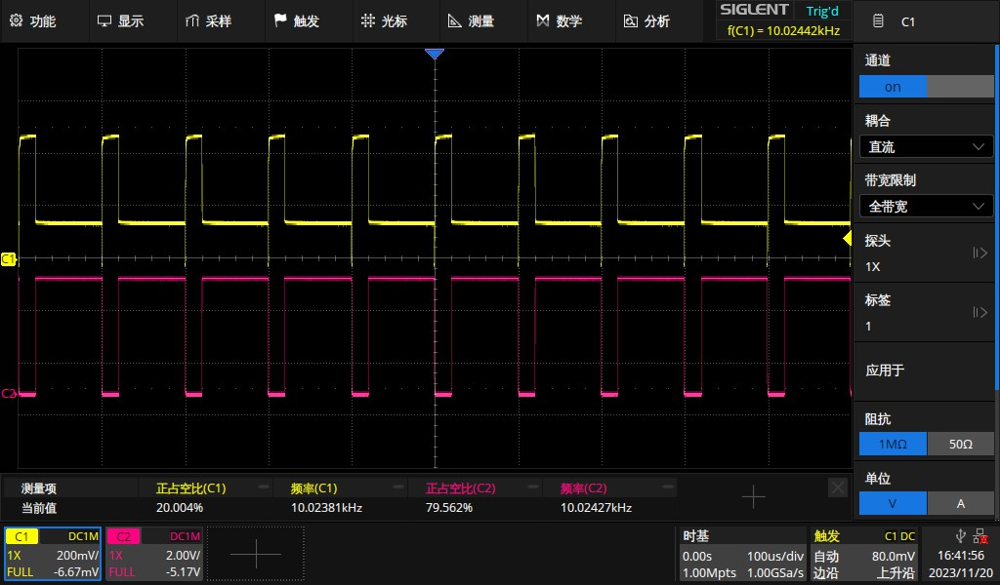 功能 显示 采样 触发 光标 测量 数学 分析 SIGLENT Trig'd C1
f(C1) = 10.02442kHz
通道
on
耦合
直流
带宽限制
全带宽
探头
1X
标签
1
应用于
阻抗
1MΩ 50Ω
单位
V A
C1
C2
测量项 正占空比(C1) 频率(C1) 正占空比(C2) 频率(C2)
当前值 20.004% 10.02381kHz 79.562% 10.02427kHz
C1 DC1M
1X 200mV/
FULL -6.67mV
C2 DC1M
1X 2.00V/
FULL -5.17V
时基
0.00s 100us/div
1.00Mpts 1.00GSa/s
触发 C1 DC
自动 80.0mV
边沿 上升沿
16:41:56
2023/11/20